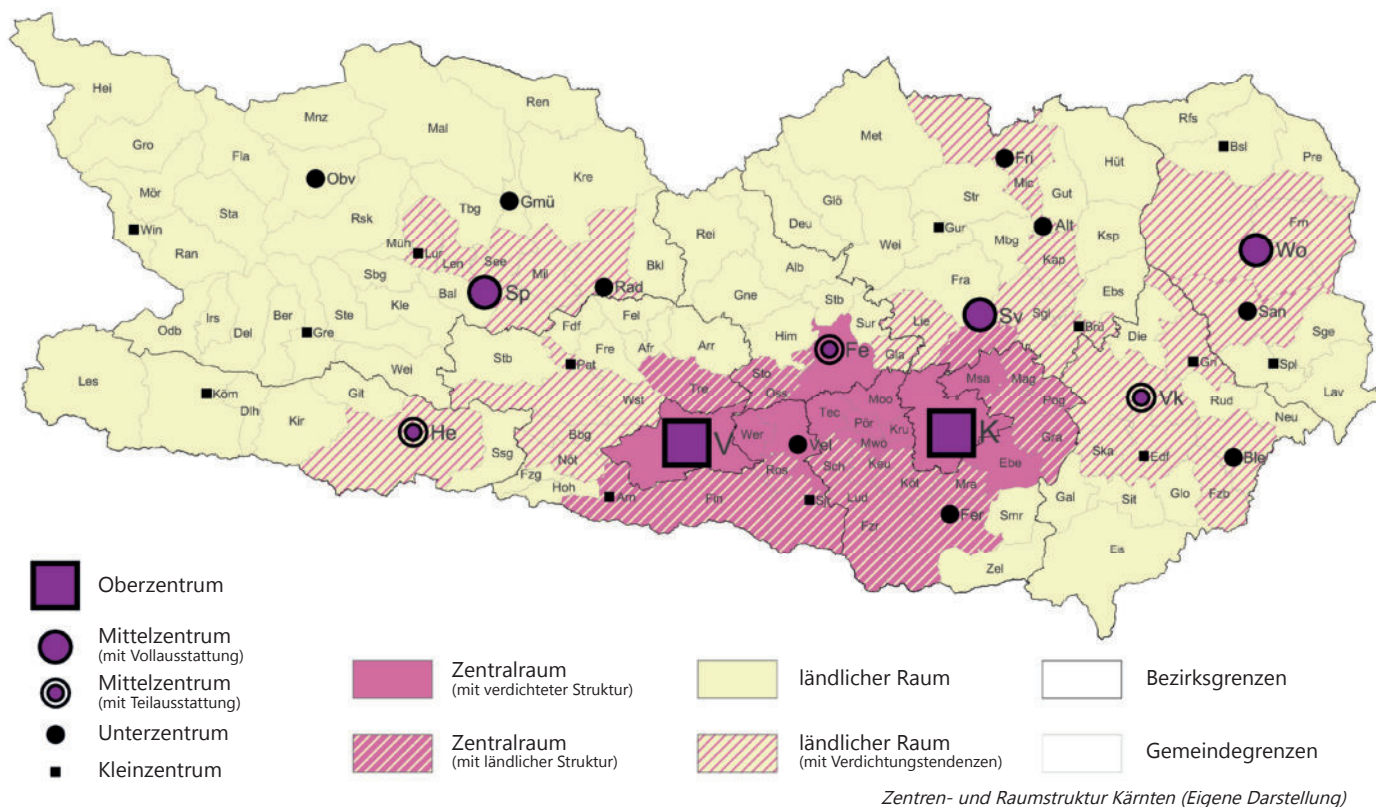 Hei
Ren
Mnz
Mal
Gro
Fla
Kre
Mör
Obv
Gmü
Tbg
Win
Sta
Rsk
Ran
Müh
Lur
Len
See
Mil
Sbg
Bal
Sp
Rad
Bkl
Kle
Odb
Irs
Del
Ber
Gre
Ste
Wei
Les
Köm
Dlh
Kir
Git
He
Ssg
Stb
Fdf
Fel
Fre
Afr
Arr
Pat
Wst
Tre
Bbg
Nöt
Fzg
Hoh
Arn
V
Wer
Vel
Ros
Fin
Sjr
Rei
Alb
Gne
Stb
Sur
Him
Fe
Gla
Sto
Oss
Met
Fri
Mic
Gut
Hüt
Glö
Str
Deu
Wei
Gur
Mbg
Alt
Ksp
Kap
Fra
Ebs
Lie
Sv
Sgl
Brü
Rfs
Bsl
Pre
Frn
Wo
San
Sge
Spl
Lav
Die
Gri
Vk
Rud
Neu
Ska
Edf
Ble
Gal
Sit
Glo
Fzb
Eis
Msa
Mag
Pog
Gra
Tec
Moo
Pör
Kru
K
Mwö
Sch
Keu
Ebe
Lud
Köt
Mra
Fzr
Fer
Smr
Zel
Oberzentrum
Mittelzentrum
(mit Vollausstattung)
Mittelzentrum
(mit Teilausstattung)
Unterzentrum
Kleinzentrum
Zentralraum
(mit verdichteter Struktur)
Zentralraum
(mit ländlicher Struktur)
ländlicher Raum
ländlicher Raum
(mit Verdichtungstendenzen)
Bezirksgrenzen
Gemeindegrenzen
Zentren- und Raumstruktur Kärnten (Eigene Darstellung)